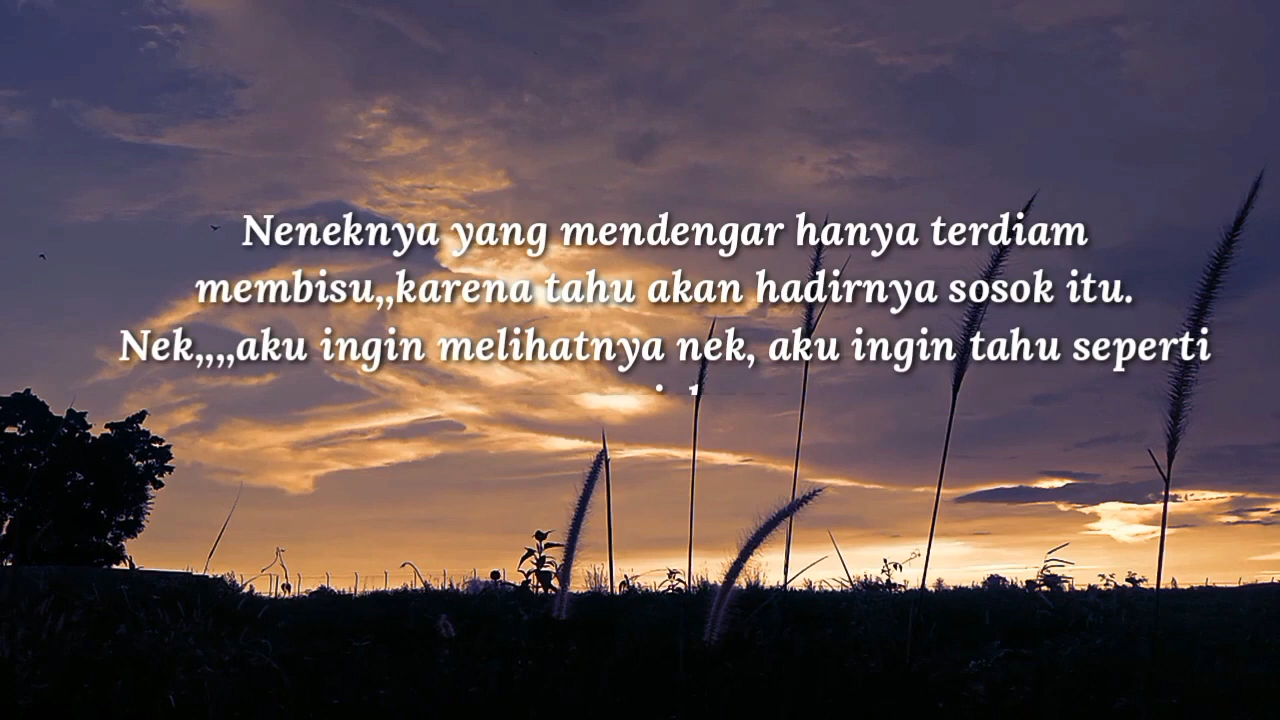 Neneknya yang mendengar hanya terdiam
membisu,,karena tahu akan hadirnya sosok itu.
Nek,,,,aku ingin melihatnya nek, aku ingin tahu seperti